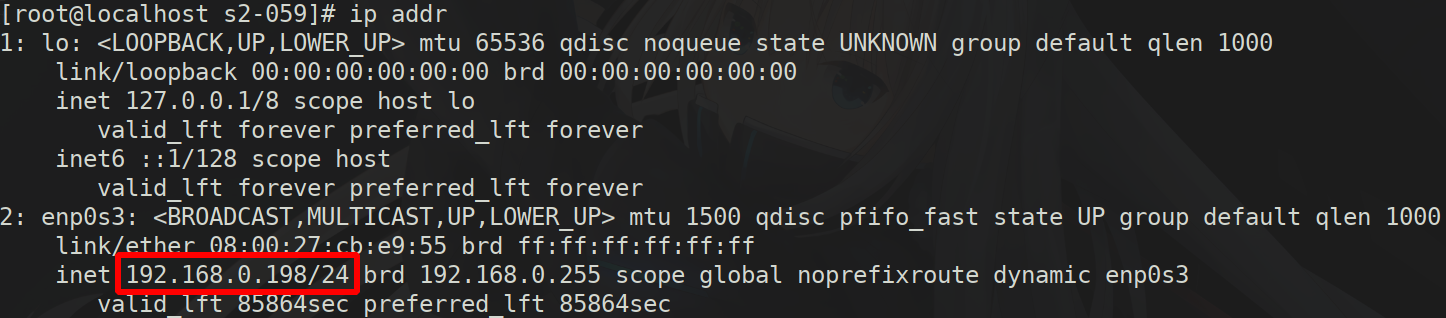 [root@localhost s2-059]# ip addr
1: lo: <LOOPBACK,UP,LOWER_UP> mtu 65536 qdisc noqueue state UNKNOWN group default qlen 1000
    link/loopback 00:00:00:00:00:00 brd 00:00:00:00:00:00
    inet 127.0.0.1/8 scope host lo
       valid_lft forever preferred_lft forever
    inet6 ::1/128 scope host
       valid_lft forever preferred_lft forever
2: enp0s3: <BROADCAST,MULTICAST,UP,LOWER_UP> mtu 1500 qdisc pfifo_fast state UP group default qlen 1000
    link/ether 08:00:27:cb:e9:55 brd ff:ff:ff:ff:ff:ff
    inet 192.168.0.198/24 brd 192.168.0.255 scope global noprefixroute dynamic enp0s3
       valid_lft 85864sec preferred_lft 85864sec